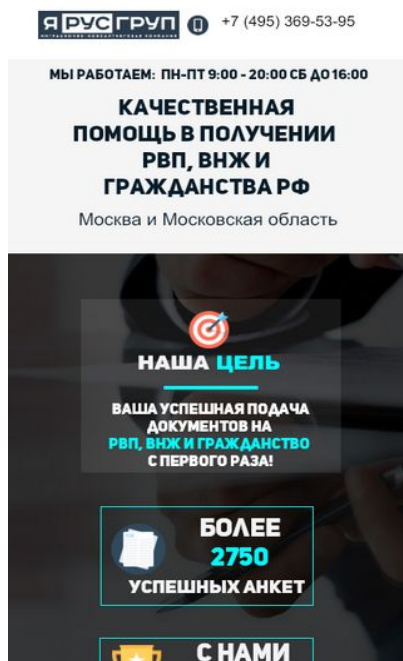 Я РУС ГРУП
+7 (495) 369-53-95
МЫ РАБОТАЕМ: ПН-ПТ 9:00 - 20:00 СБ ДО 16:00
КАЧЕСТВЕННАЯ
ПОМОЩЬ В ПОЛУЧЕНИИ
РВП, ВНЖ И
ГРАЖДАНСТВА РФ
Москва и Московская область
НАША ЦЕЛЬ
ВАША УСПЕШНАЯ ПОДАЧА
ДОКУМЕНТОВ НА
РВП, ВНЖ И ГРАЖДАНСТВО
С ПЕРВОГО РАЗА!
БОЛЕЕ
2750
УСПЕШНЫХ АНКЕТ
С НАМИ